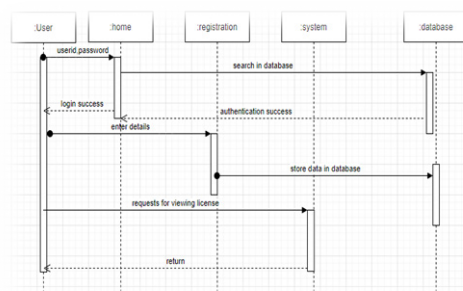 :User :home :registration :system :database
userid,password
search in database
login success
authentication success
enter details
store data in database
requests for viewing license
return